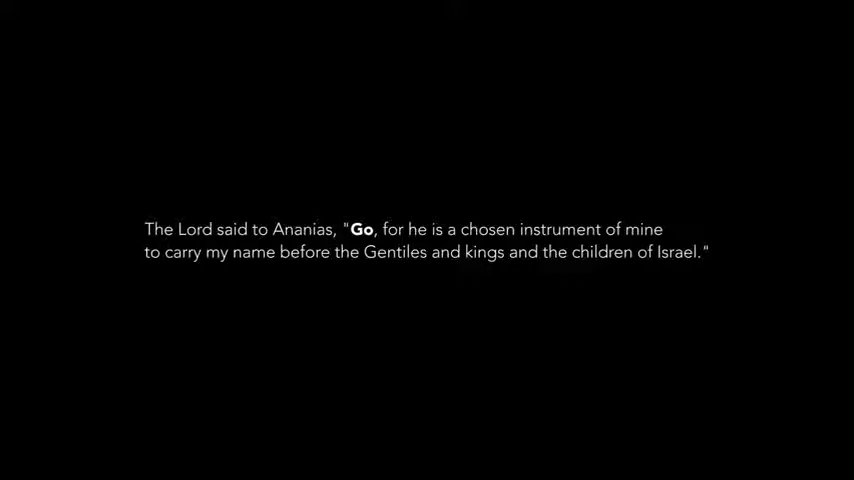 The Lord said to Ananias, "Go, for he is a chosen instrument of mine
to carry my name before the Gentiles and kings and the children of Israel."